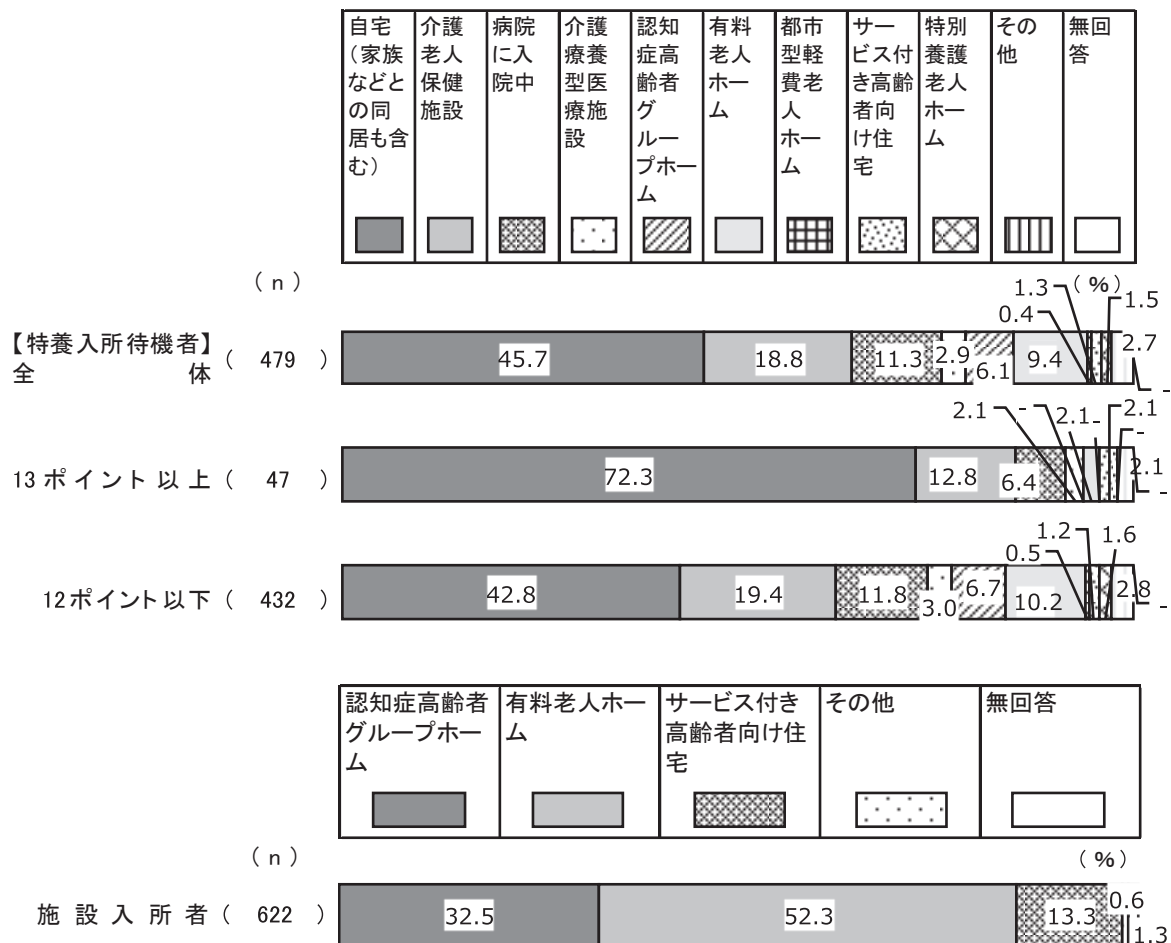 自宅
（家族
などと
の同
居も含
む）
介護
老人
保健
施設
病院
に入
院中
介護
療養
型医
療施
設
認知
症高
齢者
グ
ルー
プホー
ム
有料
老人
ホー
ム
都市
型軽
費老
人
ホー
ム
サー
ビス付
き高齢
者向
け住
宅
特別
養護
老人
ホー
ム
その
他
無回
答
（ｎ）
（％）
1.3
0.4
1.5
【特養入所待機者】
全体（ 479 ）
45.7 18.8 11.3 2.9 6.1 9.4 2.7 -
2.1 - 2.1 - 2.1 -
13ポイント以上（ 47 ）
72.3 12.8 6.4 2.1 -
1.2 1.6
0.5
12ポイント以下（ 432 ）
42.8 19.4 11.8 3.0 6.7 10.2 2.8 -
認知症高齢者
グループホー
ム
有料老人ホー
ム
サービス付き
高齢者向け住
宅
その他
無回答
（ｎ）
（％）
施設入所者（ 622 ）
32.5 52.3 13.3 0.6 1.3